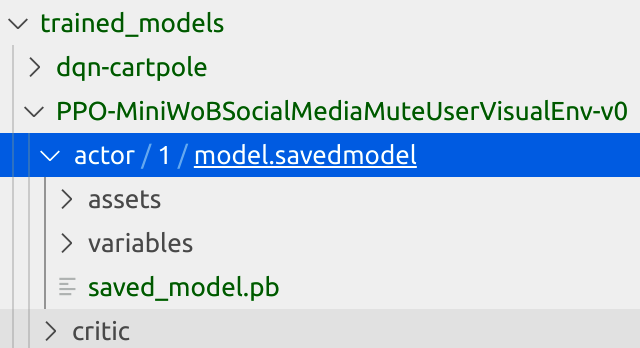 trained_models
dqn-cartpole
PPO-MiniWoBSocialMediaMuteUserVisualEnv-v0
actor / 1 / model.savedmodel
assets
variables
saved_model.pb
critic